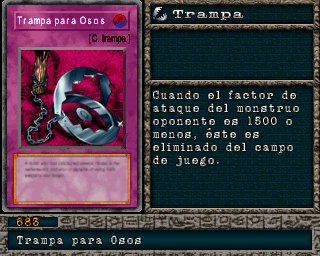 Trampa para Osos
[C. trampa]
Trampa
Cuando el factor de
ataque del monstruo
oponente es 1500 o
menos, éste es
eliminado del campo
de juego.
683
Trampa para Osos